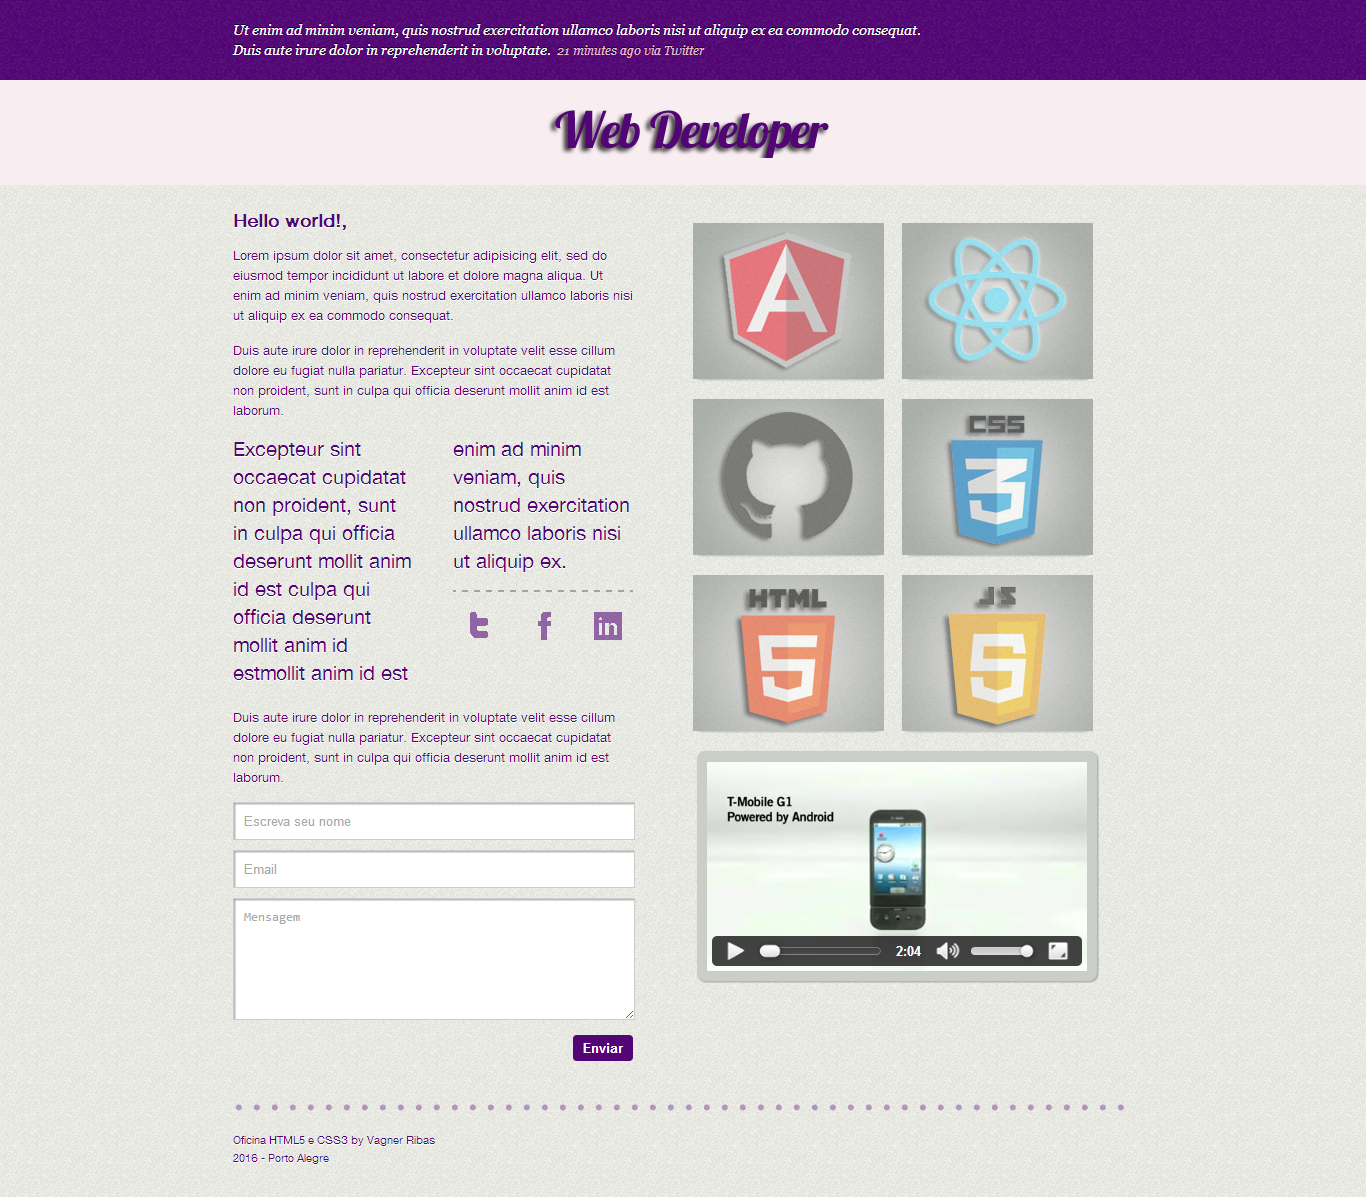 Ut enim ad minim veniam, quis nostrud exercitation ullamco laboris nisi ut aliquip ex ea commodo consequat.
Duis aute irure dolor in reprehenderit in voluptate. 21 minutes ago via Twitter
Web Developer
Hello world!,
Lorem ipsum dolor sit amet, consectetur adipisicing elit, sed do
eiusmod tempor incididunt ut labore et dolore magna aliqua. Ut
enim ad minim veniam, quis nostrud exercitation ullamco laboris nisi
ut aliquip ex ea commodo consequat.
Duis aute irure dolor in reprehenderit in voluptate velit esse cillum
dolore eu fugiat nulla pariatur. Excepteur sint occaecat cupidatat
non proident, sunt in culpa qui officia deserunt mollit anim id est
laborum.
Excepteur sint
occaecat cupidatat
non proident, sunt
in culpa qui officia
deserunt mollit anim
id est culpa qui
officia deserunt
mollit anim id
estmollit anim id est
enim ad minim
veniam, quis
nostrud exercitation
ullamco laboris nisi
ut aliquip ex.
t
f
in
Duis aute irure dolor in reprehenderit in voluptate velit esse cillum
dolore eu fugiat nulla pariatur. Excepteur sint occaecat cupidatat
non proident, sunt in culpa qui officia deserunt mollit anim id est
laborum.
Escreva seu nome
Email
Mensagem
Enviar
A
CSS
3
HTML
5
JS
5
T-Mobile G1
Powered by Android
2:04
Oficina HTML5 e CSS3 by Vagner Ribas
2016 - Porto Alegre